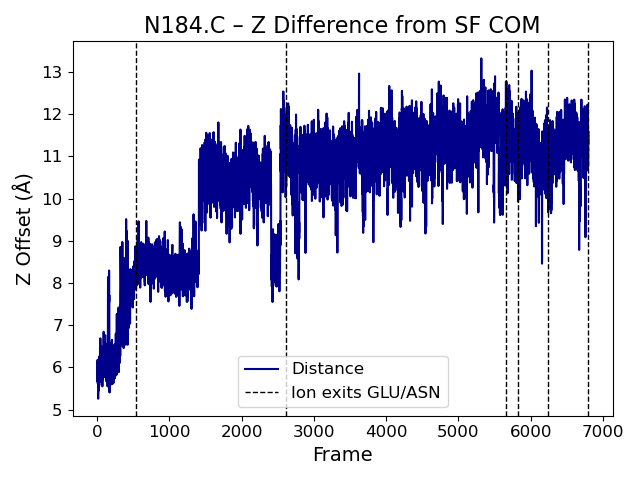 N184.C – Z Difference from SF COM
Z Offset (Å)
13
12
11
10
9
8
7
6
5
Distance
Ion exits GLU/ASN
0 1000 2000 3000 4000 5000 6000 7000
Frame